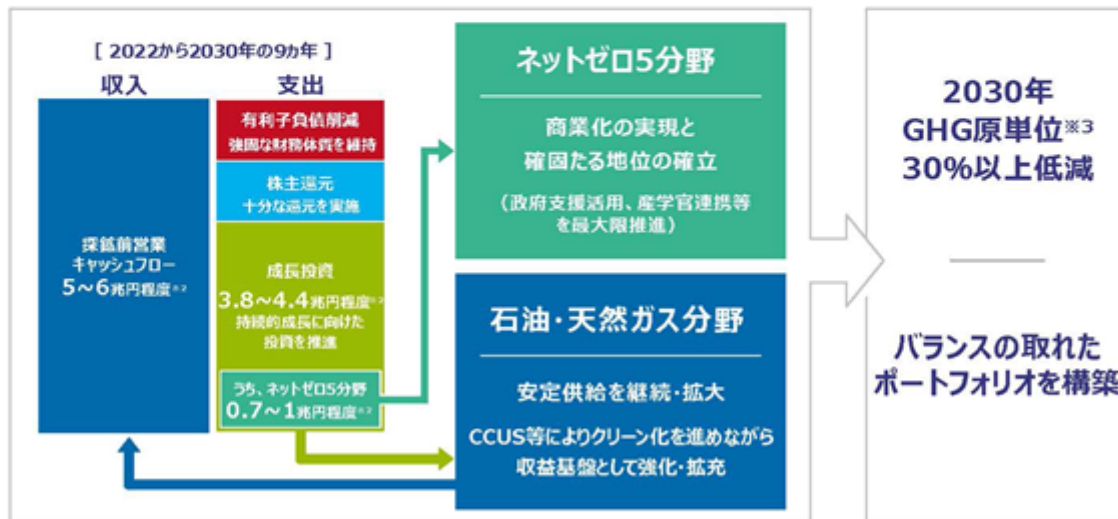 [ 2022から2030年の9カ年 ]
収入
支出
探鉱前営業
キャッシュフロー
5~6兆円程度※2
有利子負債削減
強固な財務体質を維持
株主還元
十分な還元を実施
成長投資
3.8~4.4兆円程度※2
持続的成長に向けた
投資を推進
うち、ネットゼロ5分野
0.7~1兆円程度※2
ネットゼロ5分野
商業化の実現と
確固たる地位の確立
(政府支援活用、産学官連携等
を最大限推進)
石油・天然ガス分野
安定供給を継続・拡大
CCUS等によりクリーン化を進めながら
収益基盤として強化・拡充
2030年
GHG原単位※3
30%以上低減
バランスの取れた
ポートフォリオを構築